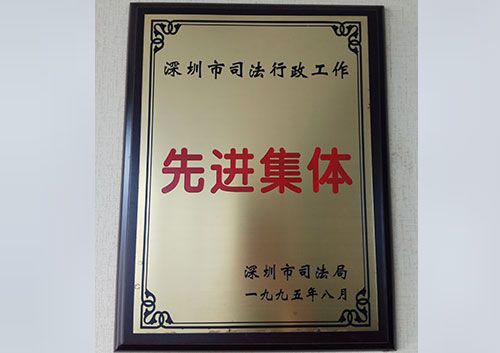 深圳市司法行政工作
先进集体
深圳市司法局
一九九五年八月